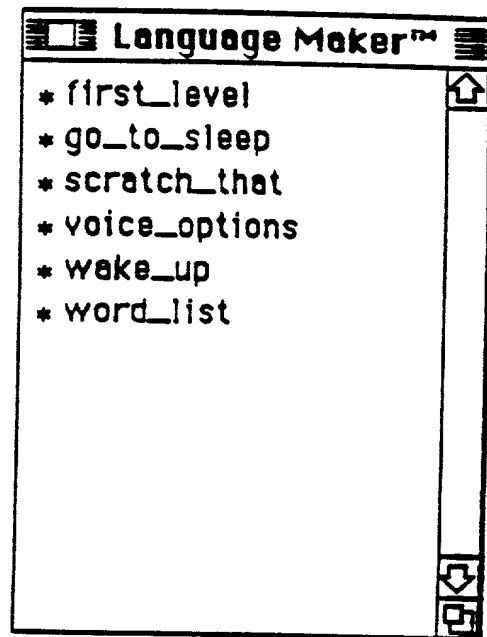 Language Maker™
* first_level
* go_to_sleep
* scratch_that
* voice_options
* wake_up
* word_list